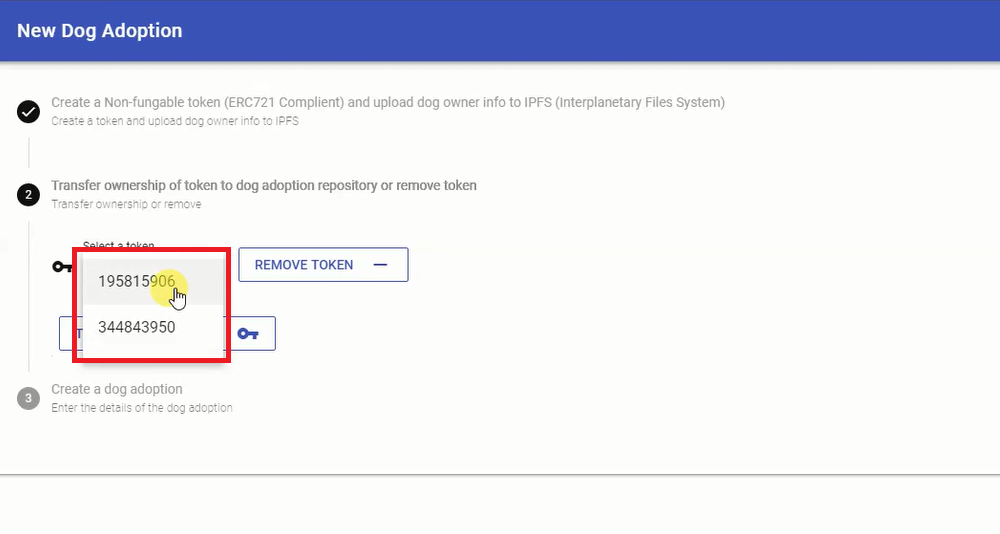 New Dog Adoption
Create a Non-fungable token (ERC721 Complient) and upload dog owner info to IPFS (Interplanetary Files System)
Create a token and upload dog owner info to IPFS
2
Transfer ownership of token to dog adoption repository or remove token
Transfer ownership or remove
Select a token
195815906
REMOVE TOKEN
344843950
3
Create a dog adoption
Enter the details of the dog adoption